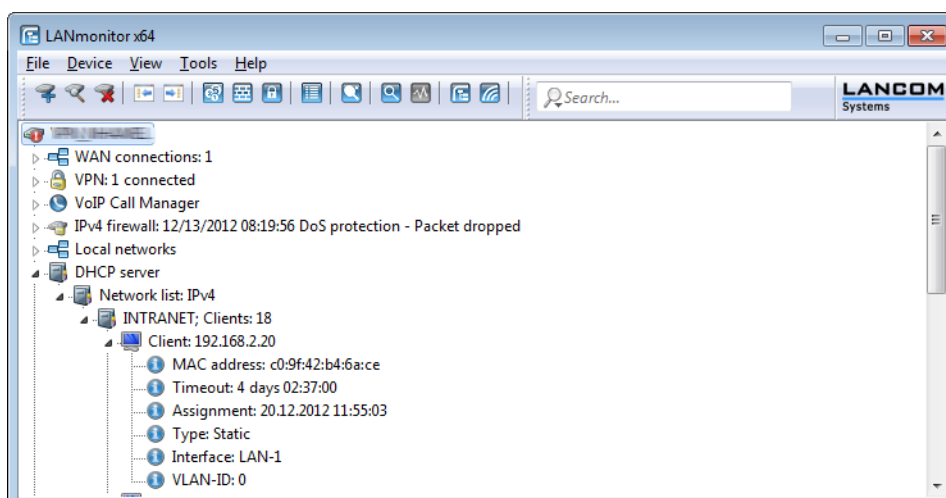 LANmonitor x64
File Device View Tools Help
Search...
LANCOM
Systems
WAN connections: 1
VPN: 1 connected
VoIP Call Manager
IPv4 firewall: 12/13/2012 08:19:56 DoS protection - Packet dropped
Local networks
DHCP server
Network list: IPv4
INTRANET; Clients: 18
Client: 192.168.2.20
MAC address: c0:9f:42:b4:6a:ce
Timeout: 4 days 02:37:00
Assignment: 20.12.2012 11:55:03
Type: Static
Interface: LAN-1
VLAN-ID: 0